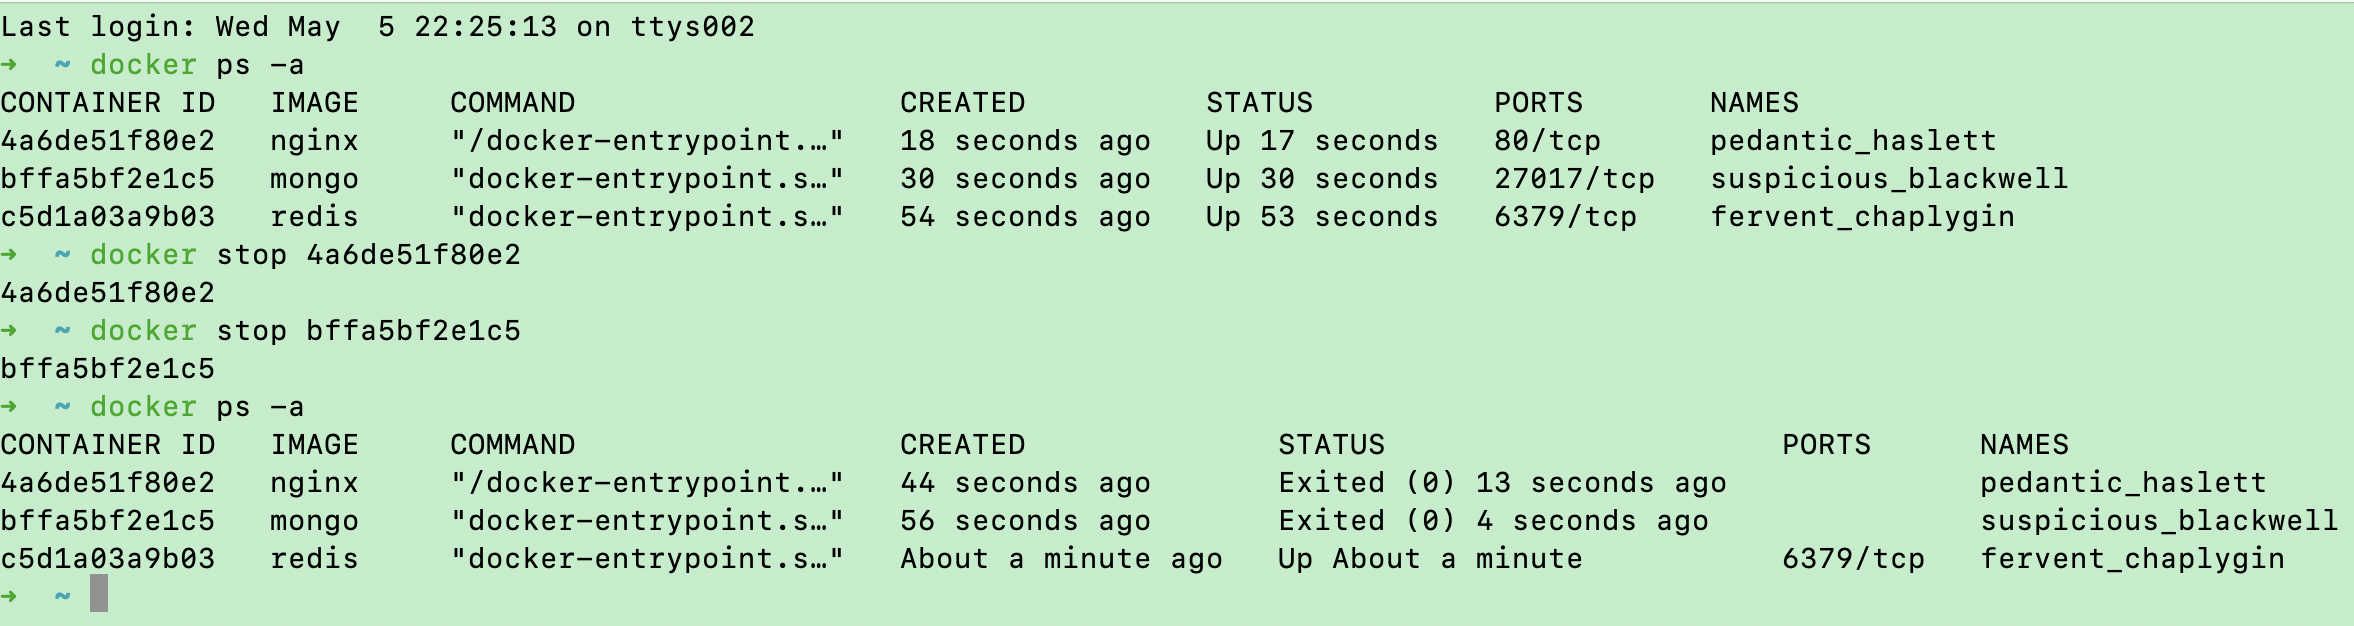 Last login: Wed May  5 22:25:13 on ttys002
→  ~ docker ps -a
CONTAINER ID   IMAGE     COMMAND                  CREATED          STATUS          PORTS       NAMES
4a6de51f80e2   nginx     "/docker-entrypoint.…"   18 seconds ago   Up 17 seconds   80/tcp      pedantic_haslett
bffa5bf2e1c5   mongo     "docker-entrypoint.s…"   30 seconds ago   Up 30 seconds   27017/tcp   suspicious_blackwell
c5d1a03a9b03   redis     "docker-entrypoint.s…"   54 seconds ago   Up 53 seconds   6379/tcp    fervent_chaplygin
→  ~ docker stop 4a6de51f80e2
4a6de51f80e2
→  ~ docker stop bffa5bf2e1c5
bffa5bf2e1c5
→  ~ docker ps -a
CONTAINER ID   IMAGE     COMMAND                  CREATED              STATUS                      PORTS      NAMES
4a6de51f80e2   nginx     "/docker-entrypoint.…"   44 seconds ago       Exited (0) 13 seconds ago              pedantic_haslett
bffa5bf2e1c5   mongo     "docker-entrypoint.s…"   56 seconds ago       Exited (0) 4 seconds ago               suspicious_blackwell
c5d1a03a9b03   redis     "docker-entrypoint.s…"   About a minute ago   Up About a minute           6379/tcp   fervent_chaplygin
→  ~